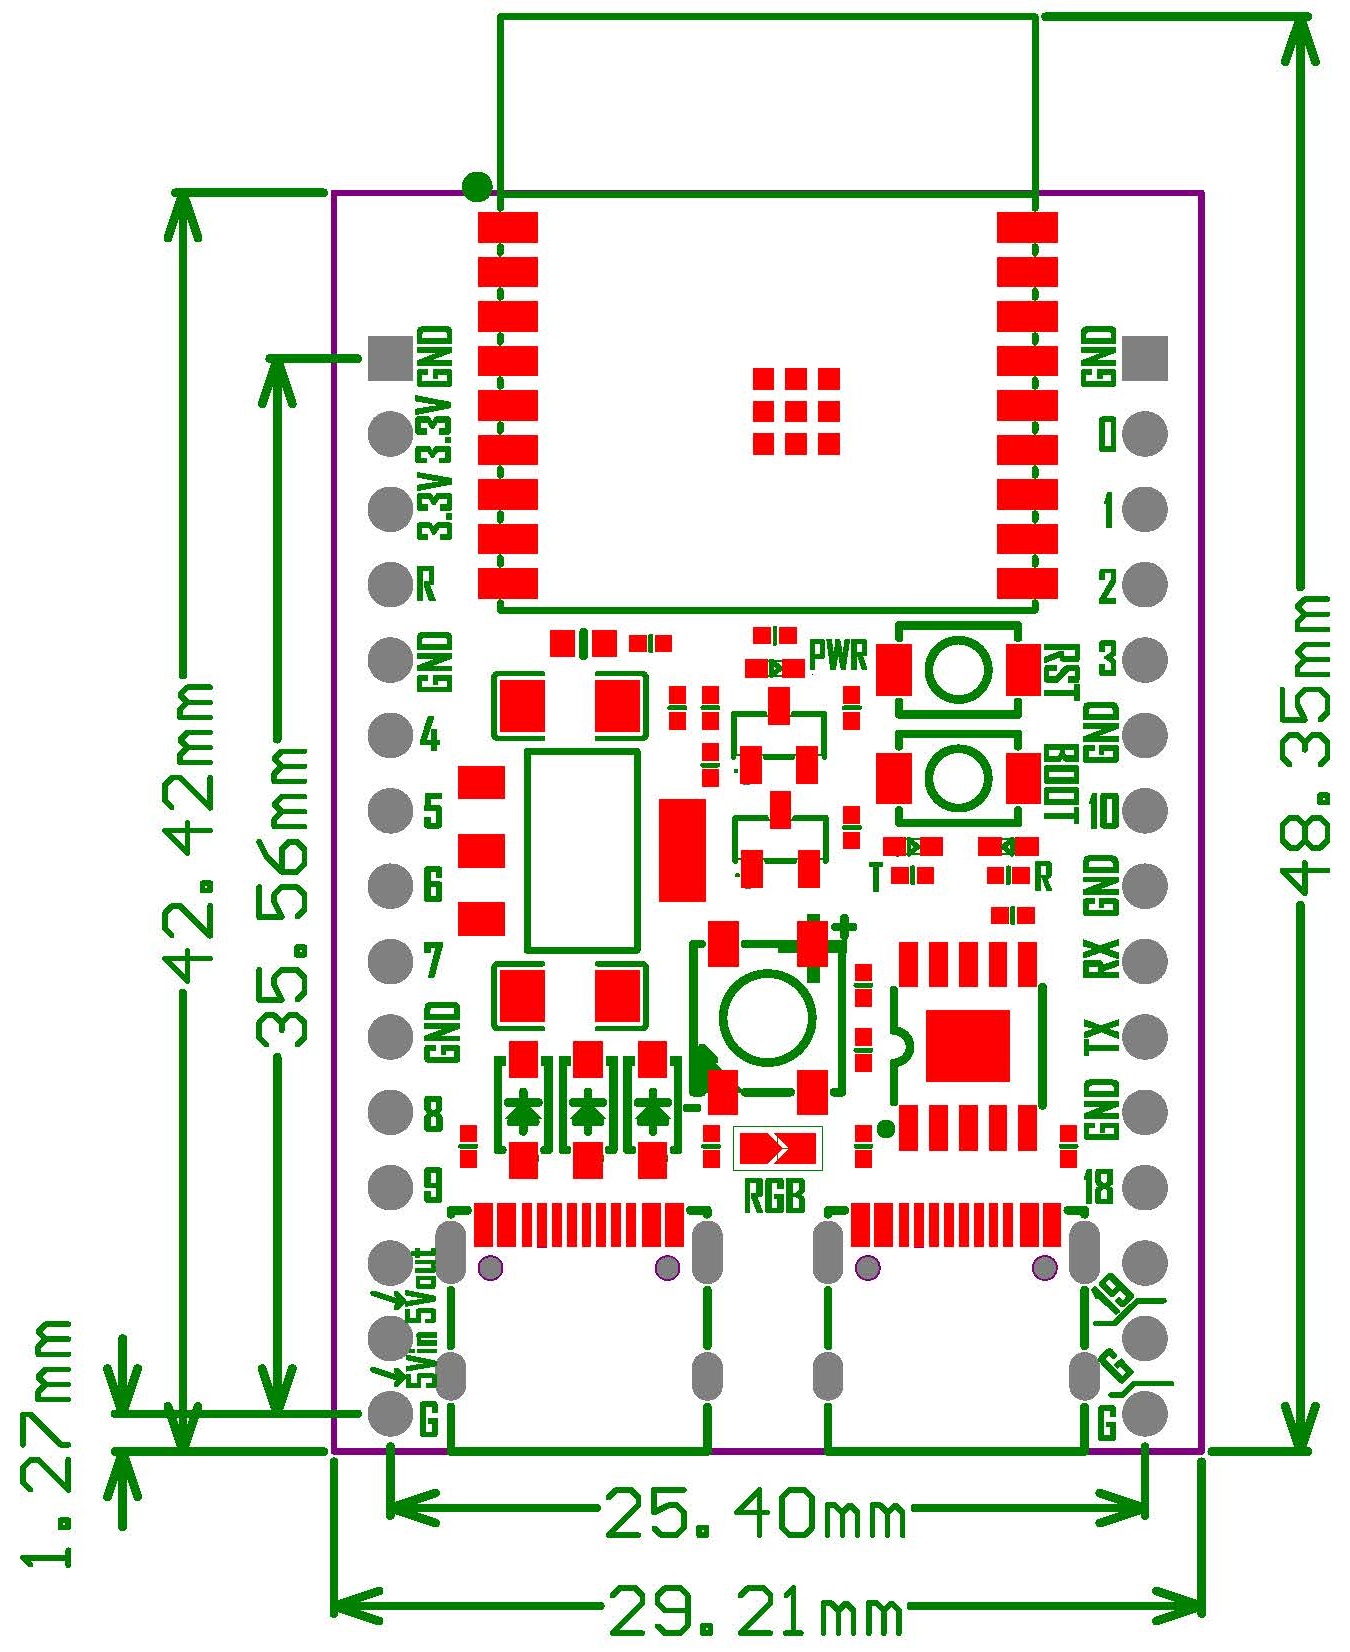 48.35mm
42.42mm
35.56mm
1.27mm
GND
3.3V
3.3V
R
GND
4
5
6
7
GND
8
9
5Vout
5Vin
G
GND
0
1
2
3
GND
10
GND
RX
TX
GND
18
19
G
G
PWR
RST
BOOT
T
R
+
RGB
25.40mm
29.21mm